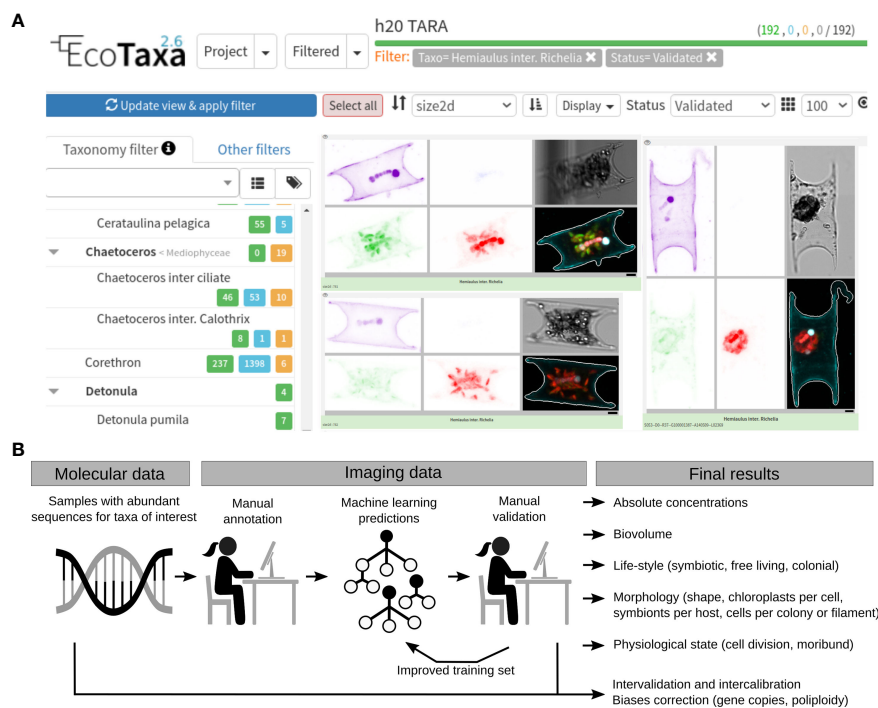 A
EcoTaxa 2.6
Project
Filtered
h20 TARA
(192 , 0 , 0 , 0 / 192)
Filter: Taxo= Hemiaulus inter. Richelia ✖ Status= Validated ✖
Update view & apply filter
Select all
size2d
Display
Status
Validated
100
Taxonomy filter
Other filters
Cerataulina pelagica 55 5
Chaetoceros < Mediophyceae 0 19
Chaetoceros inter ciliate
46 53 10
Chaetoceros inter. Calothrix
8 1 1
Corethron 237 1398 6
Detonula 4
Detonula pumila 7
Hemiaulus inter. Richelia
Hemiaulus inter. Richelia
Hemiaulus inter. Richelia
B
Molecular data
Imaging data
Final results
Samples with abundant
sequences for taxa of interest
Manual
annotation
Machine learning
predictions
Manual
validation
Improved training set
Absolute concentrations
Biovolume
Life-style (symbiotic, free living, colonial)
Morphology (shape, chloroplasts per cell,
symbionts per host, cells per colony or filament)
Physiological state (cell division, moribund)
Intervalidation and intercalibration
Biases correction (gene copies, poliploidy)